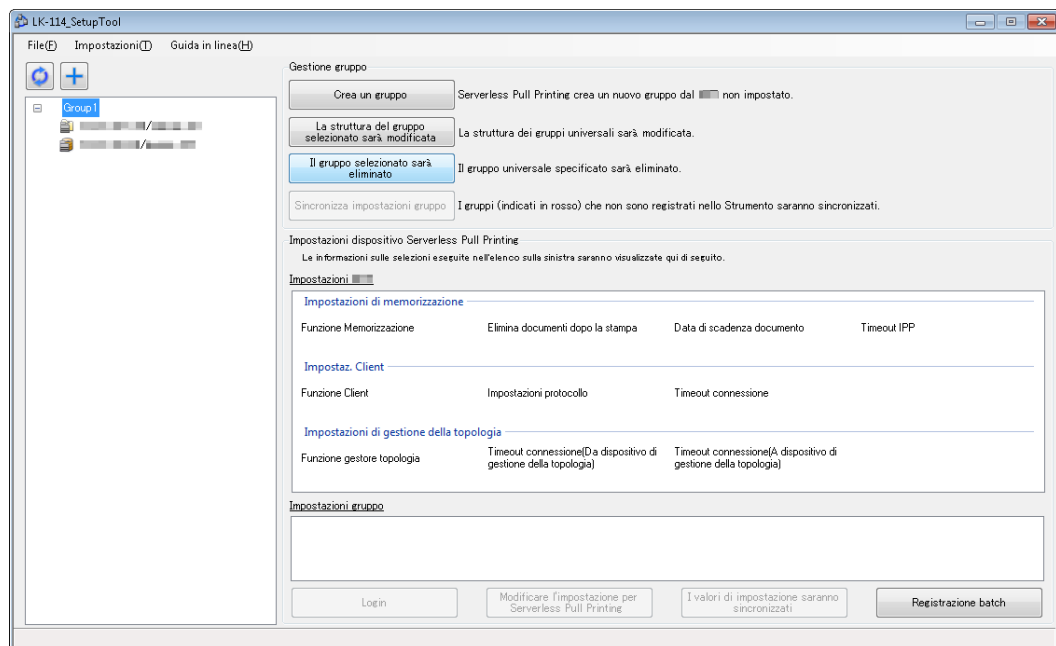 LK-114_SetupTool
File(F) Impostazioni(T) Guida in linea(H)
Gestione gruppo
Crea un gruppo
Serverless Pull Printing crea un nuovo gruppo dal non impostato.
La struttura del gruppo
selezionato sarà modificata
La struttura dei gruppi universali sarà modificata.
Il gruppo selezionato sarà
eliminato
Il gruppo universale specificato sarà eliminato.
Sincronizza impostazioni gruppo
I gruppi (indicati in rosso) che non sono registrati nello Strumento saranno sincronizzati.
Group1
Impostazioni dispositivo Serverless Pull Printing
Le informazioni sulle selezioni eseguite nell'elenco sulla sinistra saranno visualizzate qui di seguito.
Impostazioni
Impostazioni di memorizzazione
Funzione Memorizzazione Elimina documenti dopo la stampa Data di scadenza documento Timeout IPP
Impostaz. Client
Funzione Client Impostazioni protocollo Timeout connessione
Impostazioni di gestione della topologia
Funzione gestore topologia
Timeout connessione(Da dispositivo di
gestione della topologia)
Timeout connessione(A dispositivo di
gestione della topologia)
Impostazioni gruppo
Login
Modificare l'impostazione per
Serverless Pull Printing
I valori di impostazione saranno
sincronizzati
Registrazione batch